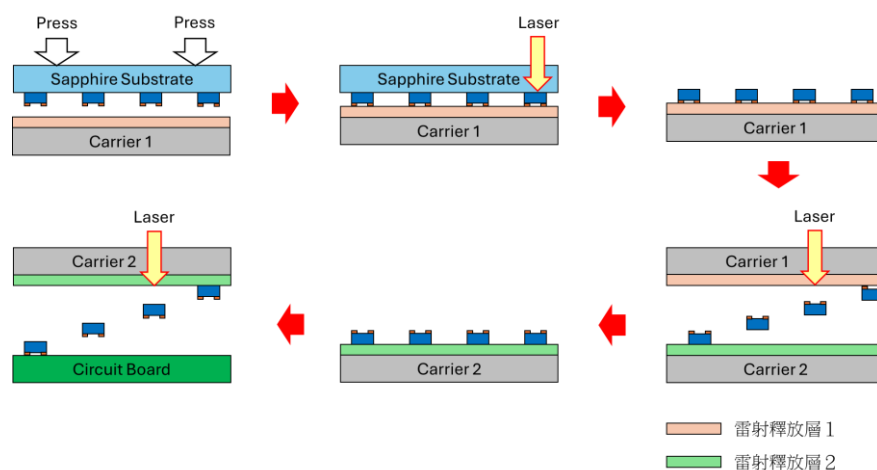 Press
Press
Sapphire Substrate
Carrier 1
Laser
Sapphire Substrate
Carrier 1
Carrier 1
Laser
Carrier 2
Circuit Board
Carrier 2
Laser
Carrier 1
Carrier 2
雷射釋放層1
雷射釋放層2